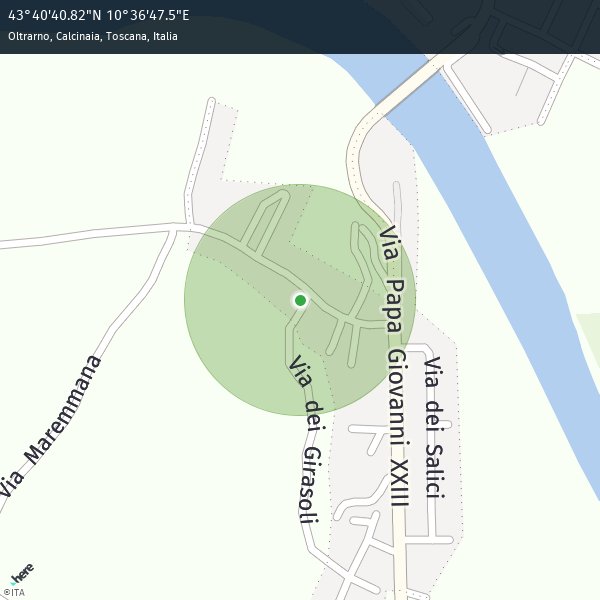 43°40'40.82"N 10°36'47.5"E
Oltrarno, Calcinaia, Toscana, Italia
Via Papa Giovanni XXIII
Via dei Salici
Via dei Girasoli
Via Maremmana
here
©ITA